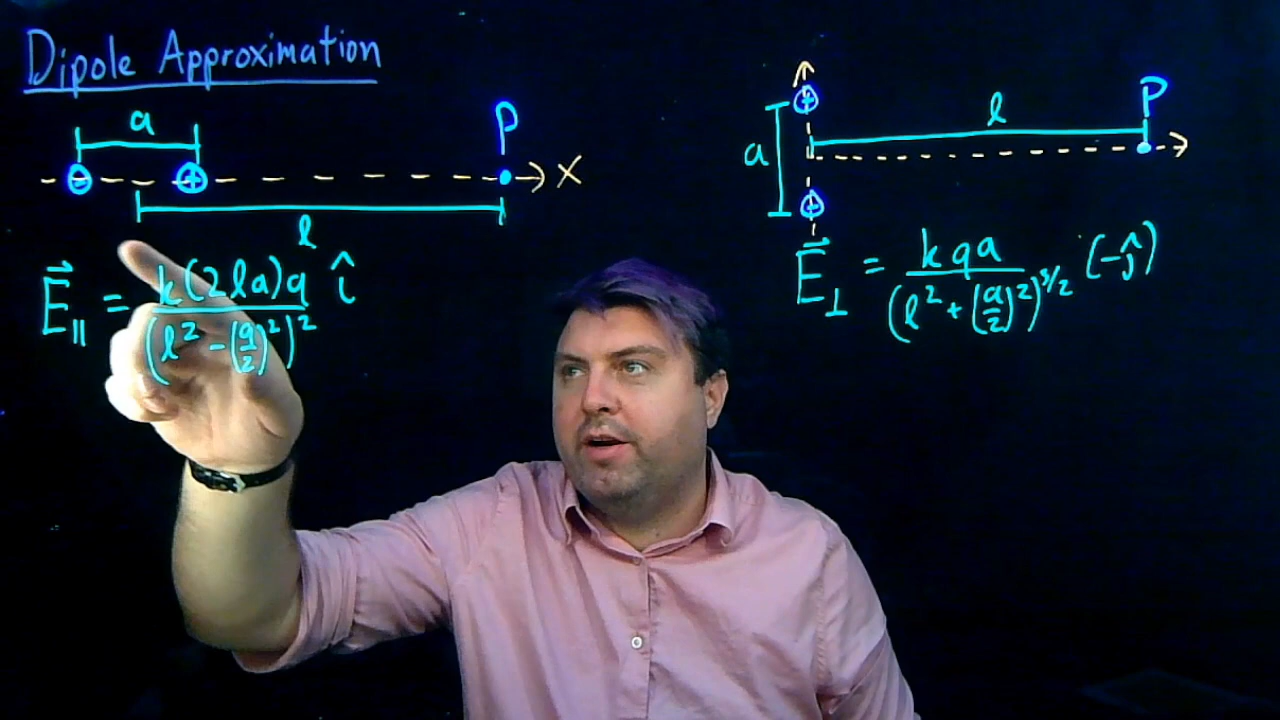 Dipole Approximation
a
P
⊖ ⊕ X
l
E⃗∥ = k(2la)q / (l² - (a/2)²)² î
P
⊕
l
a
⊕
E⃗⊥ = kqa / (l² + (a/2)²)^3/2 (-ĵ)